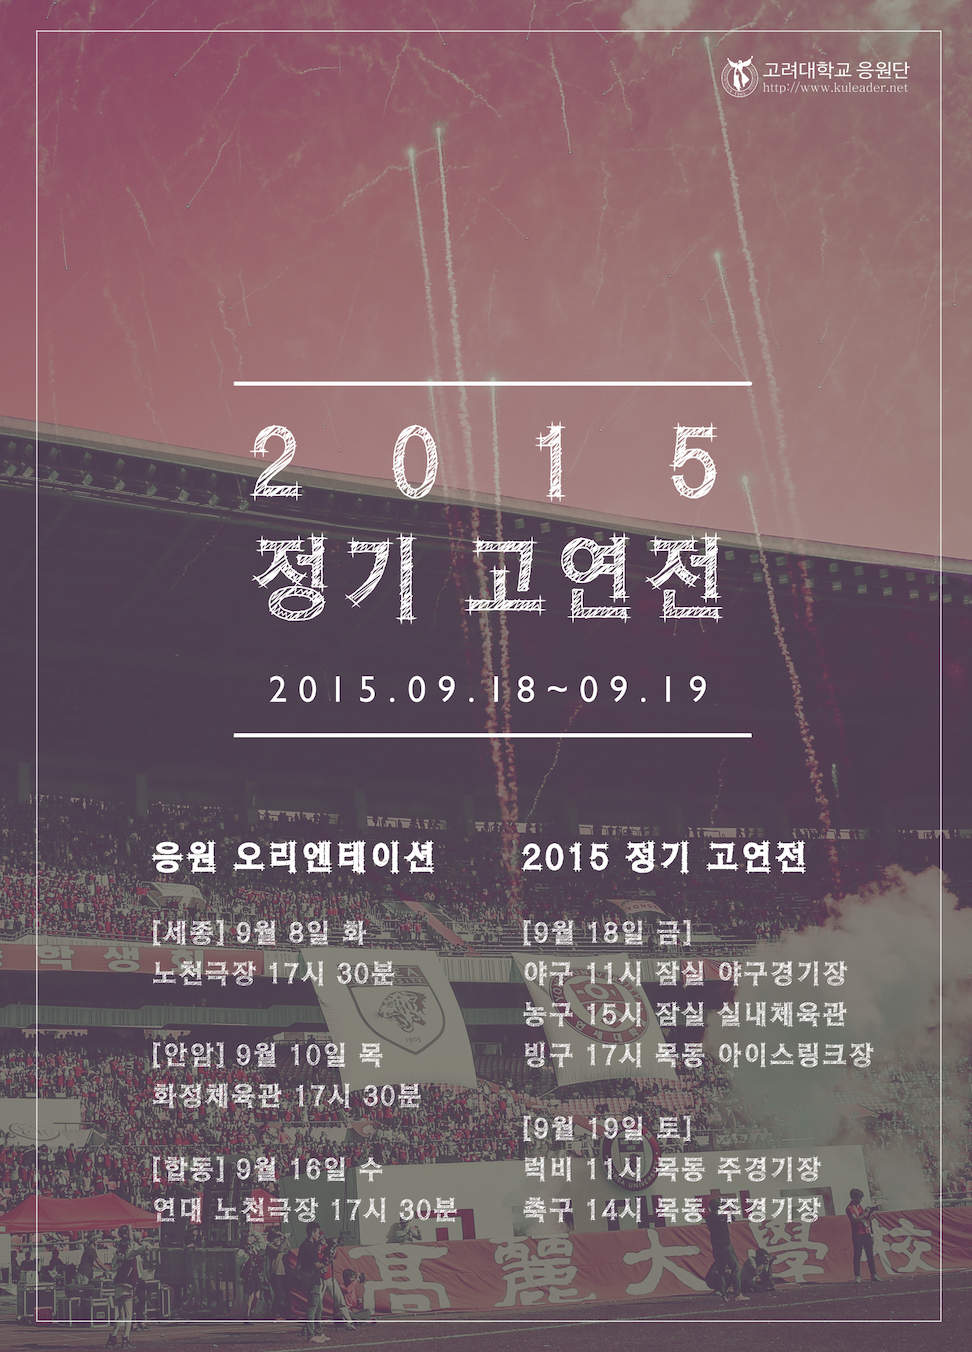 고려대학교 응원단
http://www.kuleader.net
2015
정기 고연전
2015.09.18~09.19
응원 오리엔테이션
[세종] 9월 8일 화
노천극장 17시 30분
[안암] 9월 10일 목
화정체육관 17시 30분
[합동] 9월 16일 수
연대 노천극장 17시 30분
2015 정기 고연전
[9월 18일 금]
야구 11시 잠실 야구경기장
농구 15시 잠실 실내체육관
빙구 17시 목동 아이스링크장
[9월 19일 토]
럭비 11시 목동 주경기장
축구 14시 목동 주경기장
학생회
1905
高麗大學校